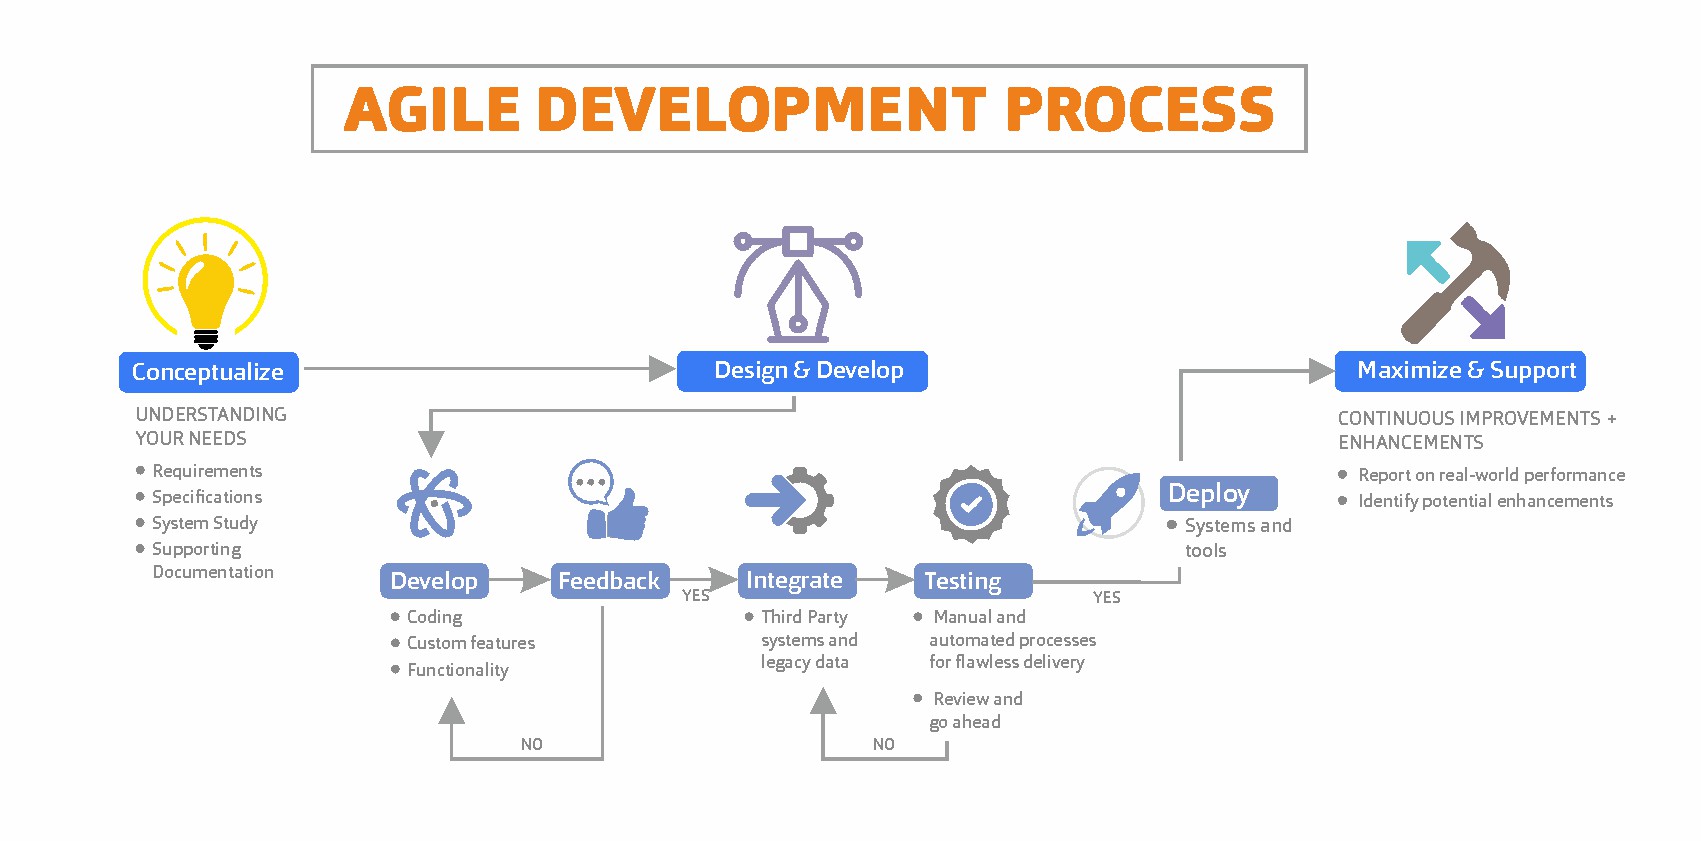 AGILE DEVELOPMENT PROCESS
Conceptualize
UNDERSTANDING
YOUR NEEDS
Requirements
Specifications
System Study
Supporting
Documentation
Design & Develop
Develop
Coding
Custom features
Functionality
NO
Feedback
YES
Integrate
Third Party
systems and
legacy data
NO
Testing
Manual and
automated processes
for flawless delivery
Review and
go ahead
YES
Deploy
Systems and
tools
Maximize & Support
CONTINUOUS IMPROVEMENTS +
ENHANCEMENTS
Report on real-world performance
Identify potential enhancements